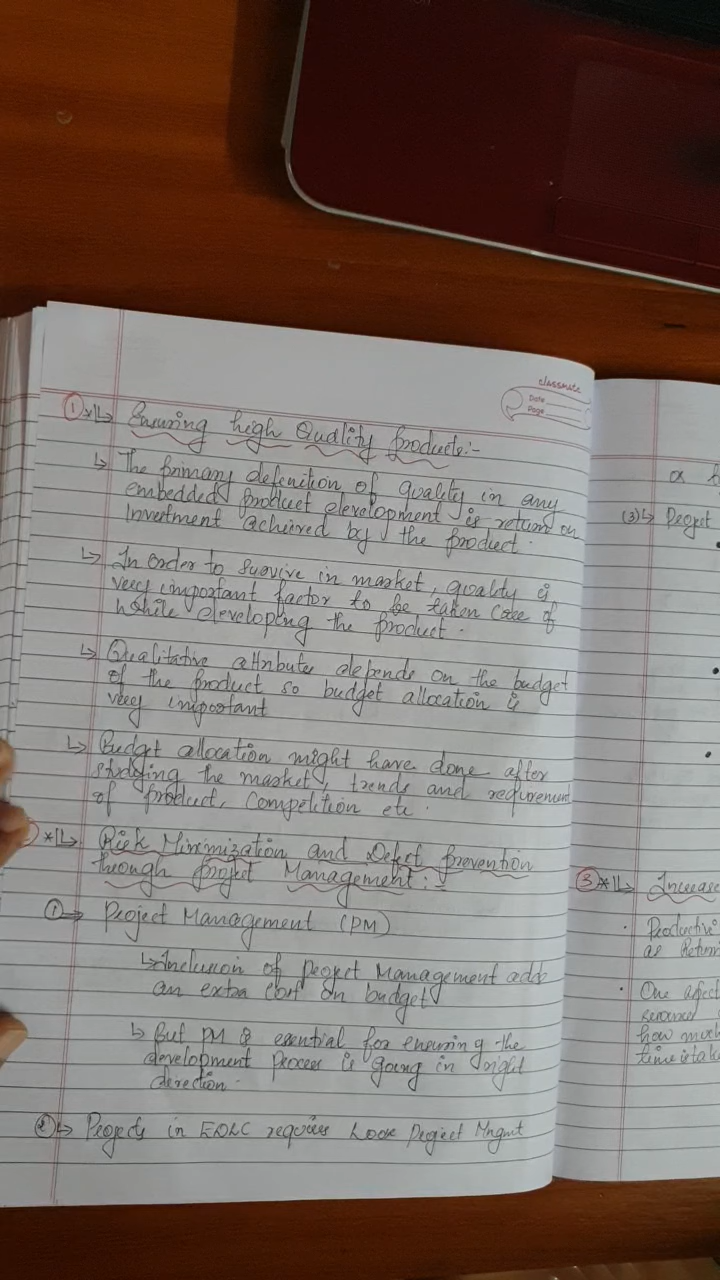 classmate
Date
Page
① *|↳ Ensuring high Quality products:-
↳ The primary defenition of quality in any
embedded product development is return on
Investment achieved by the product.
↳ In order to survive in market, quality is
very important factor to be taken care of
while developing the product.
↳ Qualitative attributes depends on the budget
of the product so budget allocation is
very important
↳ Budget allocation might have done after
studying the market, trends and requirement
of product, Competition etc.
*|↳ Risk Minimization and Defect prevention
through project Management:-
①→ Project Management (PM)
↳ Inclusion of project Management adds
an extra cost on budget
↳ But PM is essential for ensuring the
development process is going in right
direction.
②↳ Projects in EDLC requires Loose Project Mngmt
or
(3)↳ Project
③*||↳ Increase
• Productive
as Return
• One aspect
how much
time is take